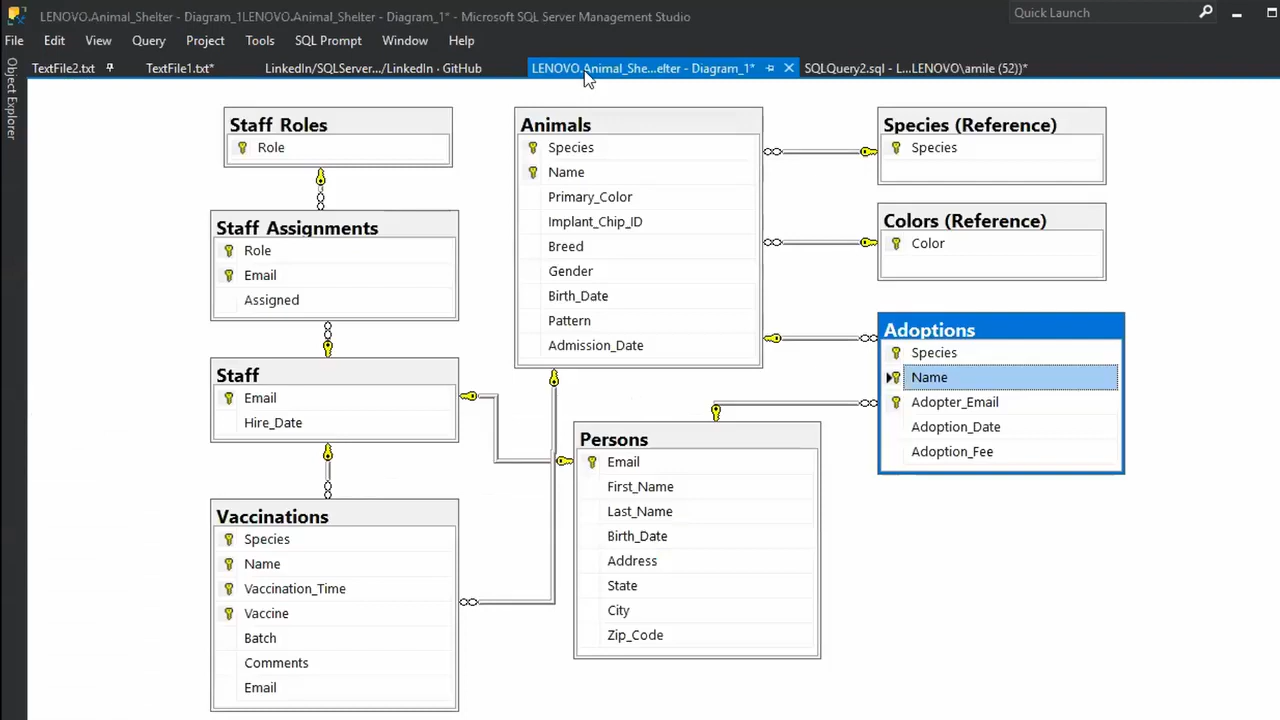 LENOVO.Animal_Shelter - Diagram_1LENOVO.Animal_Shelter - Diagram_1* - Microsoft SQL Server Management Studio
Quick Launch
File Edit View Query Project Tools SQL Prompt Window Help
TextFile2.txt TextFile1.txt* LinkedIn/SQLServer.../LinkedIn - GitHub LENOVO.Animal_She...elter - Diagram_1* SQLQuery2.sql - L...LENOVO\amile (52))*
Object Explorer
Staff Roles
Role
Staff Assignments
Role
Email
Assigned
Staff
Email
Hire_Date
Vaccinations
Species
Name
Vaccination_Time
Vaccine
Batch
Comments
Email
Animals
Species
Name
Primary_Color
Implant_Chip_ID
Breed
Gender
Birth_Date
Pattern
Admission_Date
Persons
Email
First_Name
Last_Name
Birth_Date
Address
State
City
Zip_Code
Species (Reference)
Species
Colors (Reference)
Color
Adoptions
Species
Name
Adopter_Email
Adoption_Date
Adoption_Fee